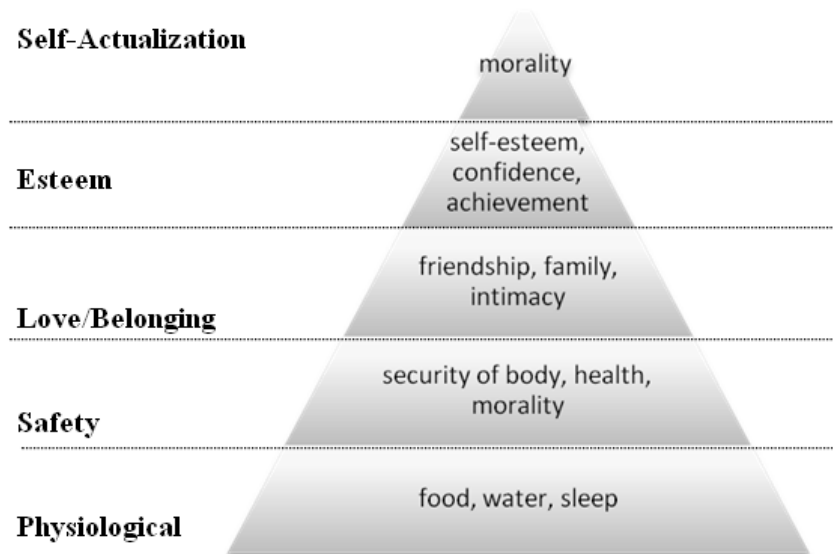 Self-Actualization
morality
self-esteem,
confidence,
achievement
Esteem
friendship, family,
intimacy
Love/Belonging
security of body, health,
morality
Safety
food, water, sleep
Physiological